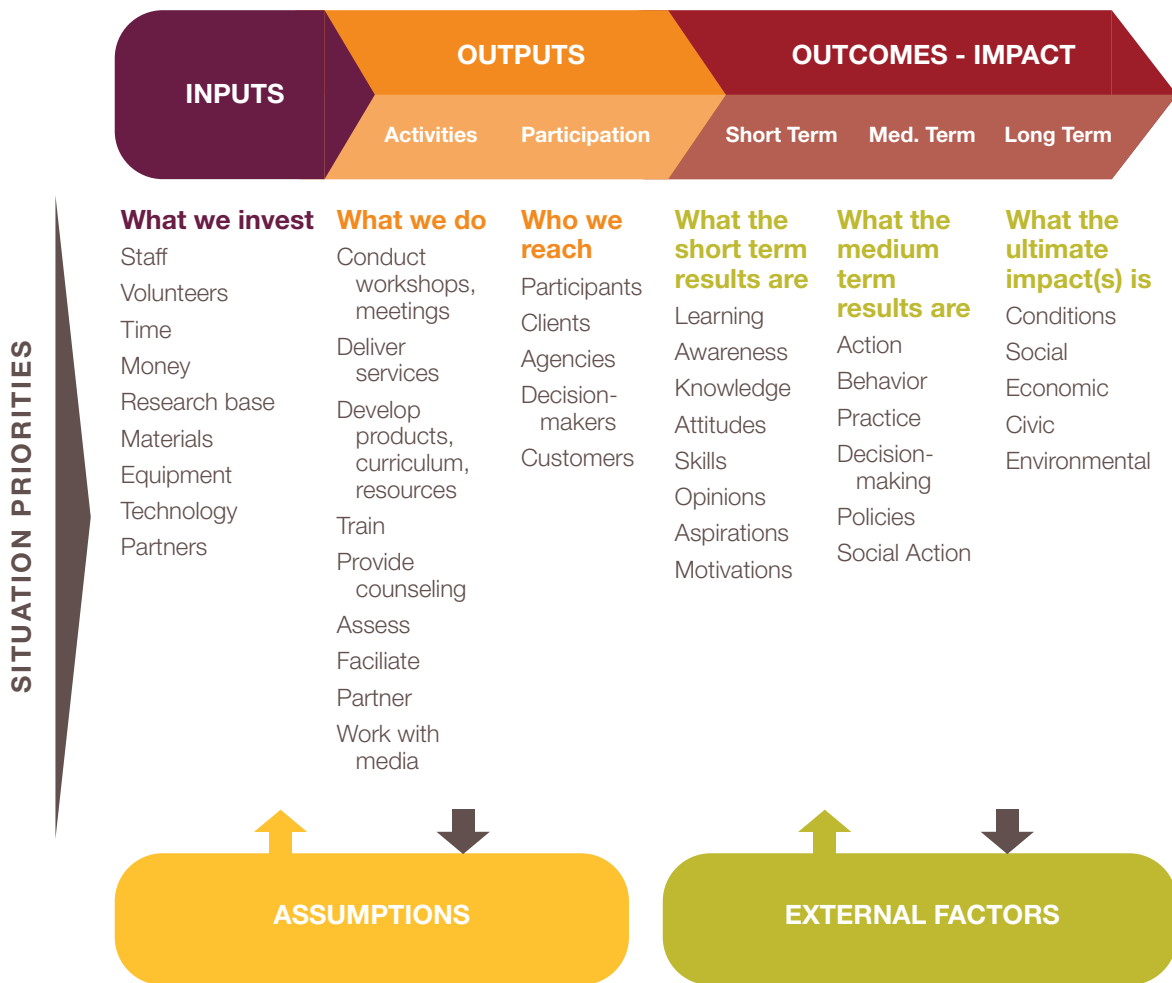 INPUTS
OUTPUTS
OUTCOMES - IMPACT
Activities
Participation
Short Term
Med. Term
Long Term
SITUATION PRIORITIES
What we invest
Staff
Volunteers
Time
Money
Research base
Materials
Equipment
Technology
Partners
What we do
Conduct
workshops,
meetings
Deliver
services
Develop
products,
curriculum,
resources
Train
Provide
counseling
Assess
Faciliate
Partner
Work with
media
Who we
reach
Participants
Clients
Agencies
Decision-
makers
Customers
What the
short term
results are
Learning
Awareness
Knowledge
Attitudes
Skills
Opinions
Aspirations
Motivations
What the
medium
term
results are
Action
Behavior
Practice
Decision-
making
Policies
Social Action
What the
ultimate
impact(s) is
Conditions
Social
Economic
Civic
Environmental
ASSUMPTIONS
EXTERNAL FACTORS